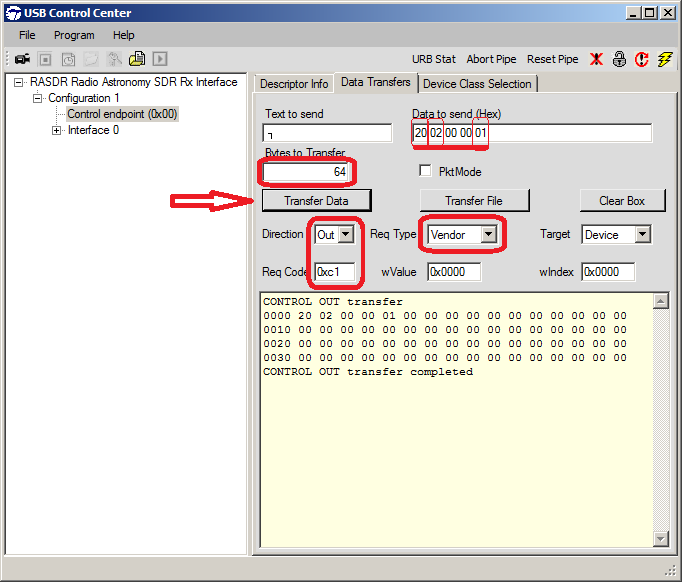 USB Control Center
File Program Help
URB Stat Abort Pipe Reset Pipe
RASDR Radio Astronomy SDR Rx Interface
Configuration 1
Control endpoint (0x00)
Interface 0
Descriptor Info Data Transfers Device Class Selection
Text to send Data to send (Hex)
20 02 00 00 01
Bytes to Transfer
64 PktMode
Transfer Data Transfer File Clear Box
Direction Out Req Type Vendor Target Device
Req Code 0xc1 wValue 0x0000 wIndex 0x0000
CONTROL OUT transfer
0000 20 02 00 00 01 00 00 00 00 00 00 00 00 00 00 00
0010 00 00 00 00 00 00 00 00 00 00 00 00 00 00 00 00
0020 00 00 00 00 00 00 00 00 00 00 00 00 00 00 00 00
0030 00 00 00 00 00 00 00 00 00 00 00 00 00 00 00 00
CONTROL OUT transfer completed